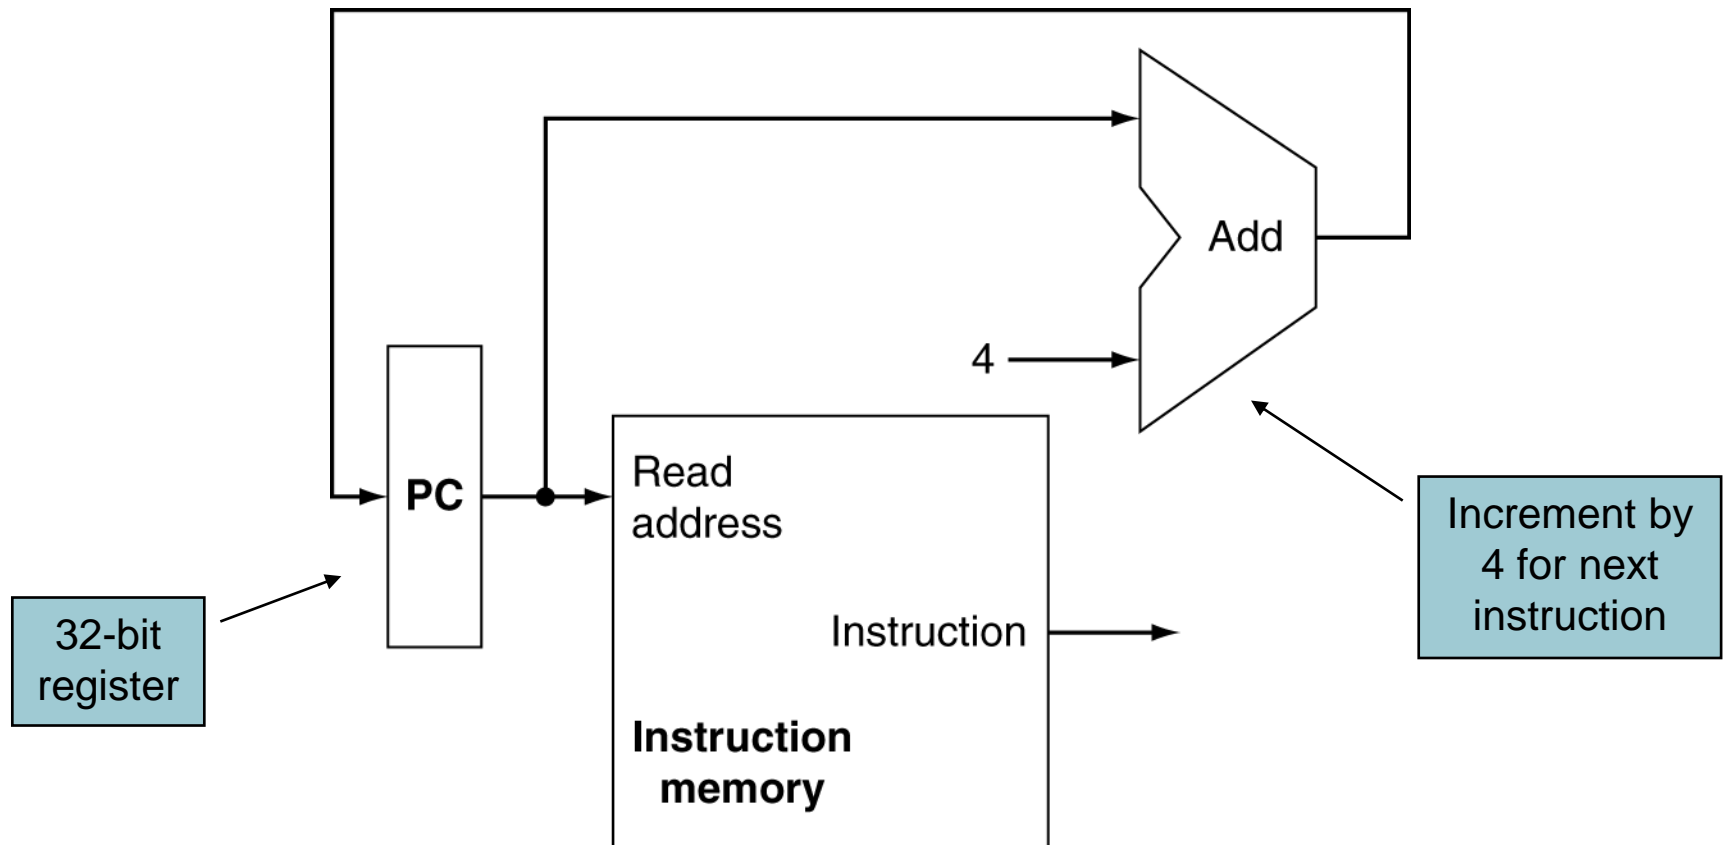 Add
4
PC
Read
address
Instruction
Instruction
memory
32-bit
register
Increment by
4 for next
instruction